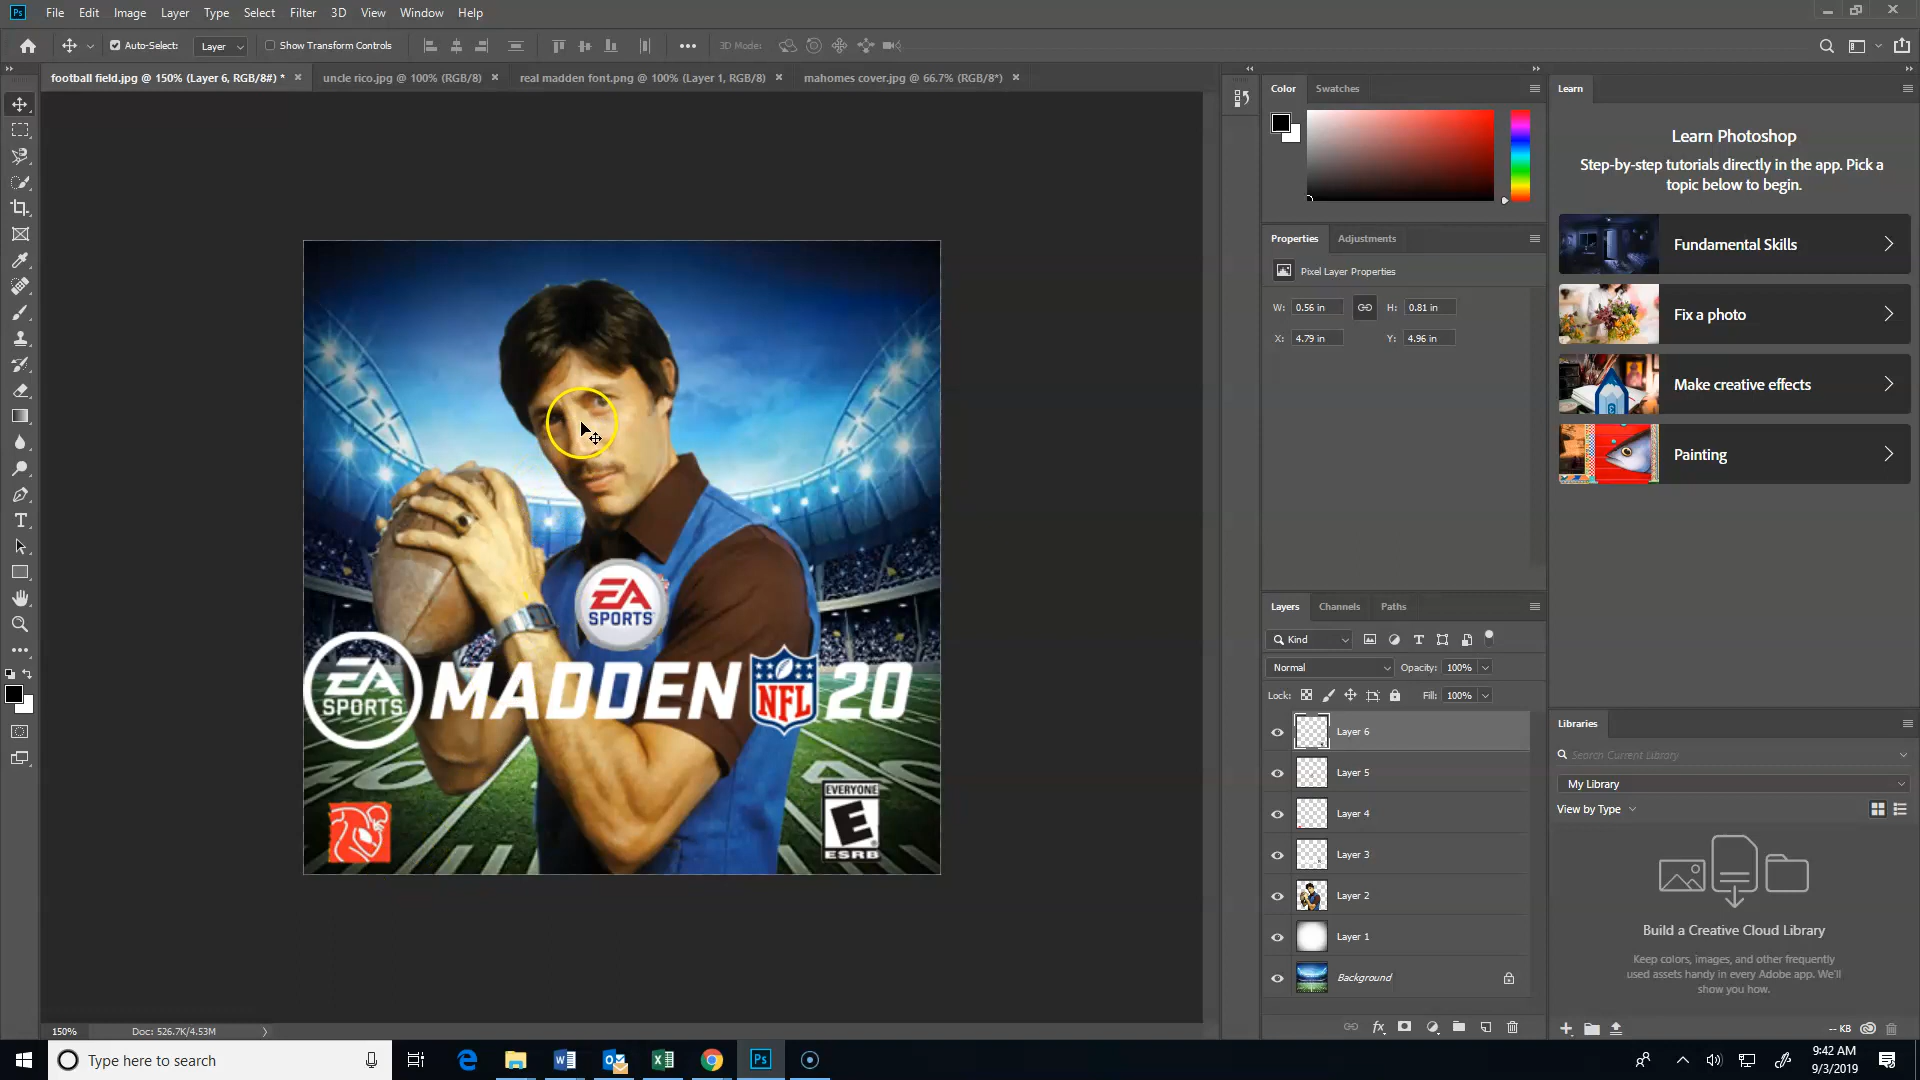 Ps File Edit Image Layer Type Select Filter 3D View Window Help
Auto-Select: Layer Show Transform Controls 3D Mode:
football field.jpg @ 150% (Layer 6, RGB/8#) * uncle rico.jpg @ 100% (RGB/8) real madden font.png @ 100% (Layer 1, RGB/8) mahomes cover.jpg @ 66.7% (RGB/8*)
Color Swatches
Learn
Learn Photoshop
Step-by-step tutorials directly in the app. Pick a
topic below to begin.
Fundamental Skills
Fix a photo
Make creative effects
Painting
Properties Adjustments
Pixel Layer Properties
W: 0.56 in H: 0.81 in
X: 4.79 in Y: 4.96 in
EA
SPORTS
EA
SPORTS
MADDEN NFL 20
EVERYONE
E
ESRB
Layers Channels Paths
Kind
Normal Opacity: 100%
Lock: Fill: 100%
Layer 6
Layer 5
Layer 4
Layer 3
Layer 2
Layer 1
Background
fx
Libraries
Search Current Library
My Library
View by Type
Build a Creative Cloud Library
Keep colors, images, and other frequently
used assets handy in every Adobe app. We'll
show you how.
-- KB
150% Doc: 526.7K/4.53M
Type here to search
Ps
9:42 AM
9/3/2019